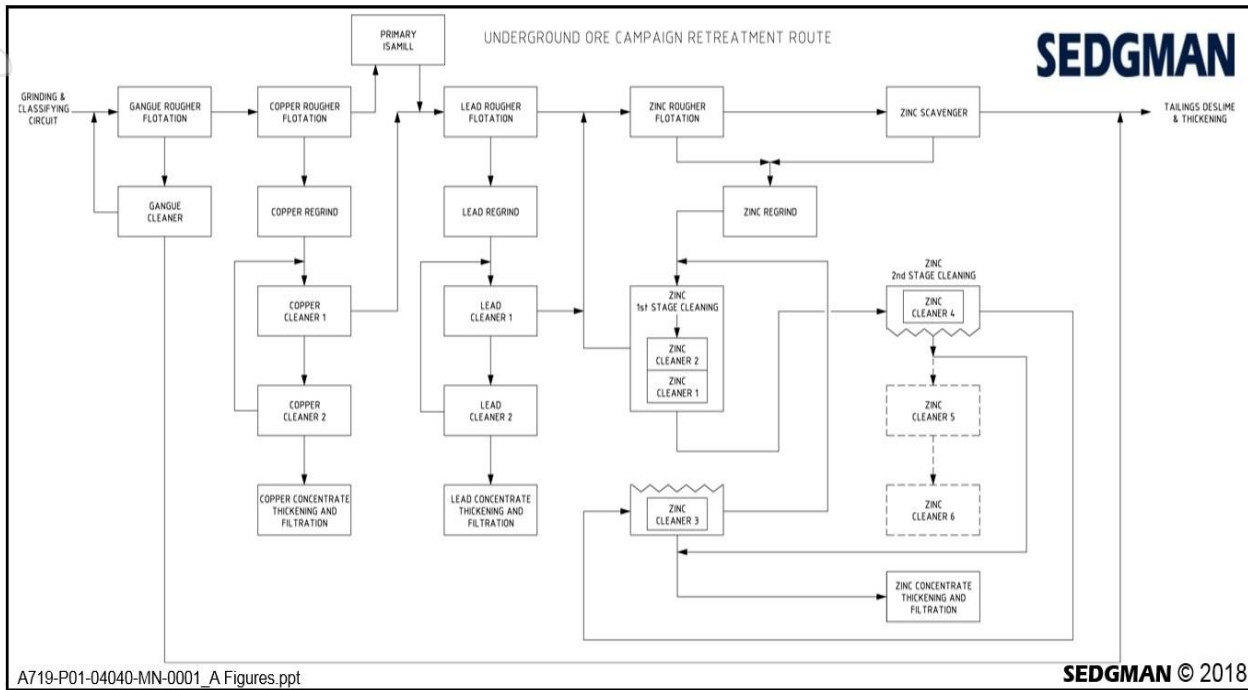 UNDERGROUND ORE CAMPAIGN RETREATMENT ROUTE
SEDGMAN
PRIMARY
ISAMILL
GRINDING &
CLASSIFYING
CIRCUIT
GANGUE ROUGHER
FLOTATION
COPPER ROUGHER
FLOTATION
LEAD ROUGHER
FLOTATION
ZINC ROUGHER
FLOTATION
ZINC SCAVENGER
TAILINGS DESLIME
& THICKENING
GANGUE
CLEANER
COPPER REGRIND
LEAD REGRIND
ZINC REGRIND
COPPER
CLEANER 1
LEAD
CLEANER 1
ZINC
1st STAGE CLEANING
ZINC
CLEANER 2
ZINC
CLEANER 1
ZINC
2nd STAGE CLEANING
ZINC
CLEANER 4
COPPER
CLEANER 2
LEAD
CLEANER 2
ZINC
CLEANER 5
COPPER CONCENTRATE
THICKENING AND
FILTRATION
LEAD CONCENTRATE
THICKENING AND
FILTRATION
ZINC
CLEANER 3
ZINC
CLEANER 6
ZINC CONCENTRATE
THICKENING AND
FILTRATION
A719-P01-04040-MN-0001_A Figures.ppt
SEDGMAN © 2018